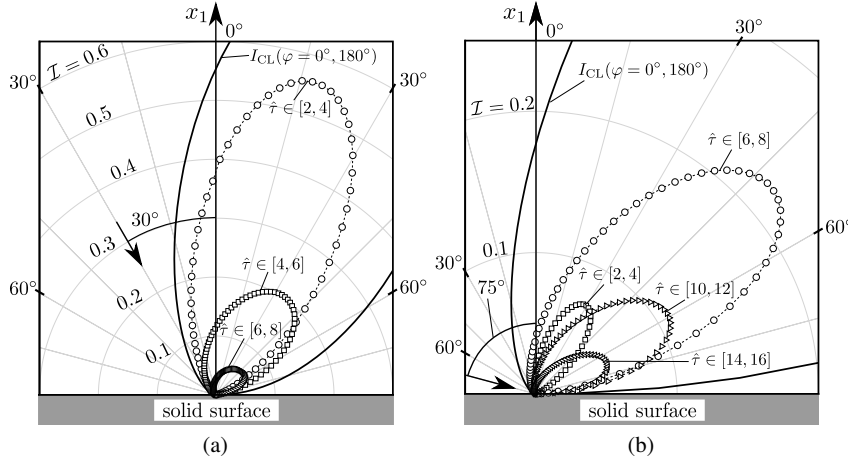 x₁
0°
30°
𝓘 = 0.6
I_CL(φ = 0°, 180°)
30°
0.5
τ̂ ∈ [2, 4]
0.4
30°
0.3
60°
τ̂ ∈ [4, 6]
60°
0.2
τ̂ ∈ [6, 8]
0.1
solid surface
(a)
x₁
0°
30°
I_CL(φ = 0°, 180°)
𝓘 = 0.2
τ̂ ∈ [6, 8]
60°
0.1
30°
τ̂ ∈ [2, 4]
75°
τ̂ ∈ [10, 12]
60°
τ̂ ∈ [14, 16]
solid surface
(b)